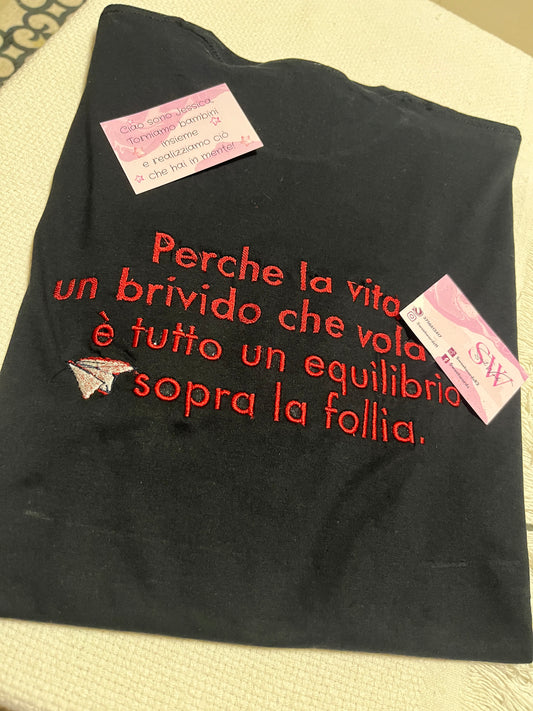 Ciao sono Jessica.
Torniamo bambini
insieme
e realizziamo ciò
che hai in mente!
Perche la vita
un brivido che vola
è tutto un equilibrio
sopra la follia.
SW